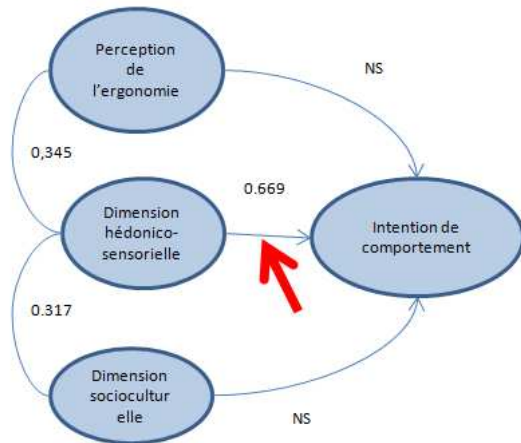 Perception
de
l'ergonomie
NS
0,345
0.669
Dimension
hédonico-
sensorielle
Intention de
comportement
0.317
Dimension
sociocultur
elle
NS